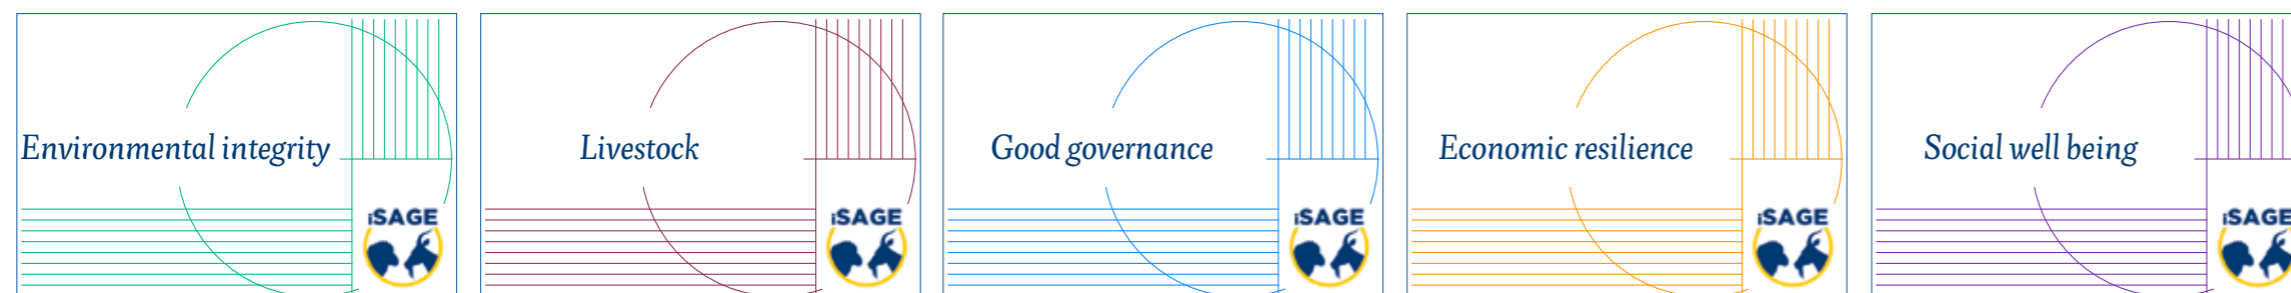 Environmental integrity
iSAGE
Livestock
iSAGE
Good governance
iSAGE
Economic resilience
iSAGE
Social well being
iSAGE